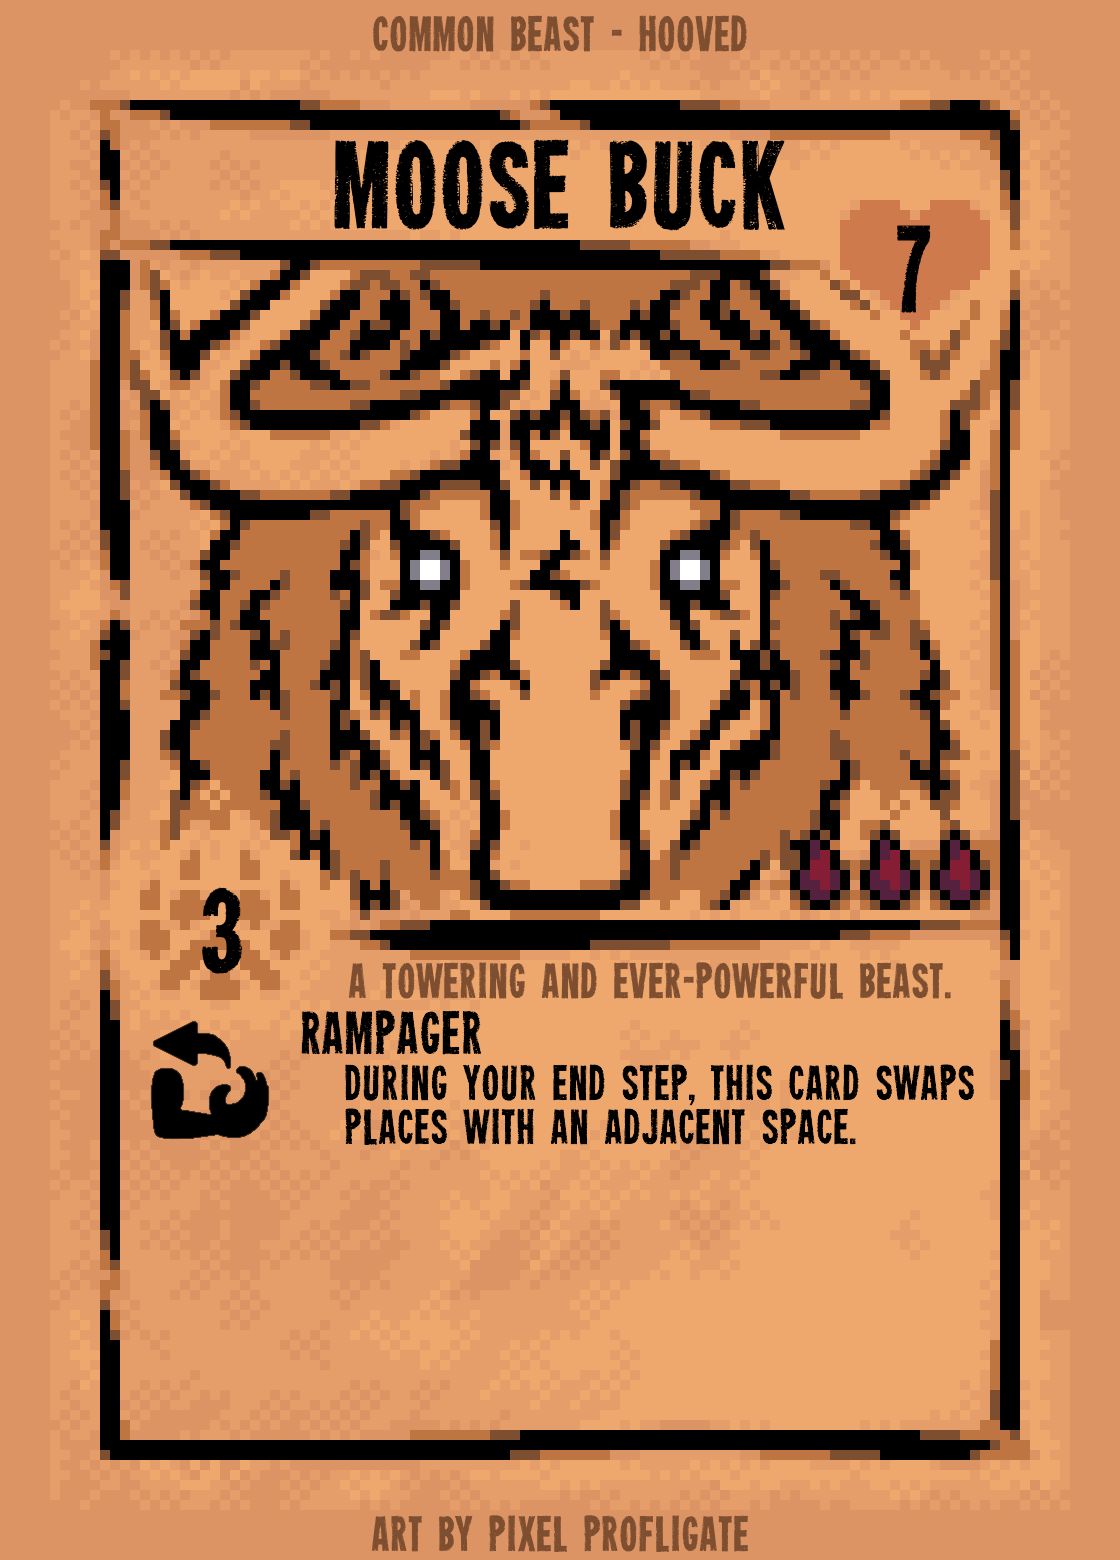 COMMON BEAST - HOOVED
MOOSE BUCK
7
3
A TOWERING AND EVER-POWERFUL BEAST.
RAMPAGER
DURING YOUR END STEP, THIS CARD SWAPS
PLACES WITH AN ADJACENT SPACE.
ART BY PIXEL PROFLIGATE